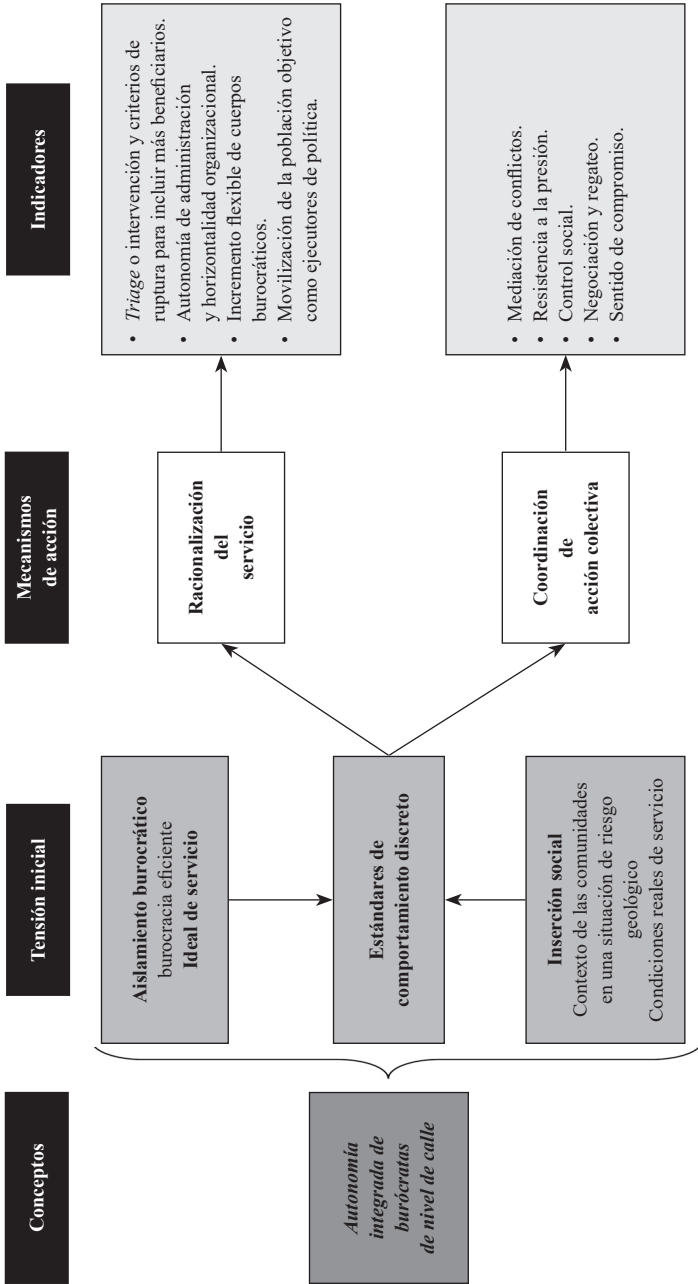 Conceptos
Tensión inicial
Mecanismos
de acción
Indicadores
Autonomía
integrada de
burócratas
de nivel de calle
Aislamiento burocrático
burocracia eficiente
Ideal de servicio
Estándares de
comportamiento discreto
Inserción social
Contexto de las comunidades
en una situación de riesgo
geológico
Condiciones reales de servicio
Racionalización
del
servicio
Coordinación
de
acción colectiva
• Triage o intervención y criterios de
ruptura para incluir más beneficiarios.
• Autonomía de administración
y horizontalidad organizacional.
• Incremento flexible de cuerpos
burocráticos.
• Movilización de la población objetivo
como ejecutores de política.
• Mediación de conflictos.
• Resistencia a la presión.
• Control social.
• Negociación y regateo.
• Sentido de compromiso.